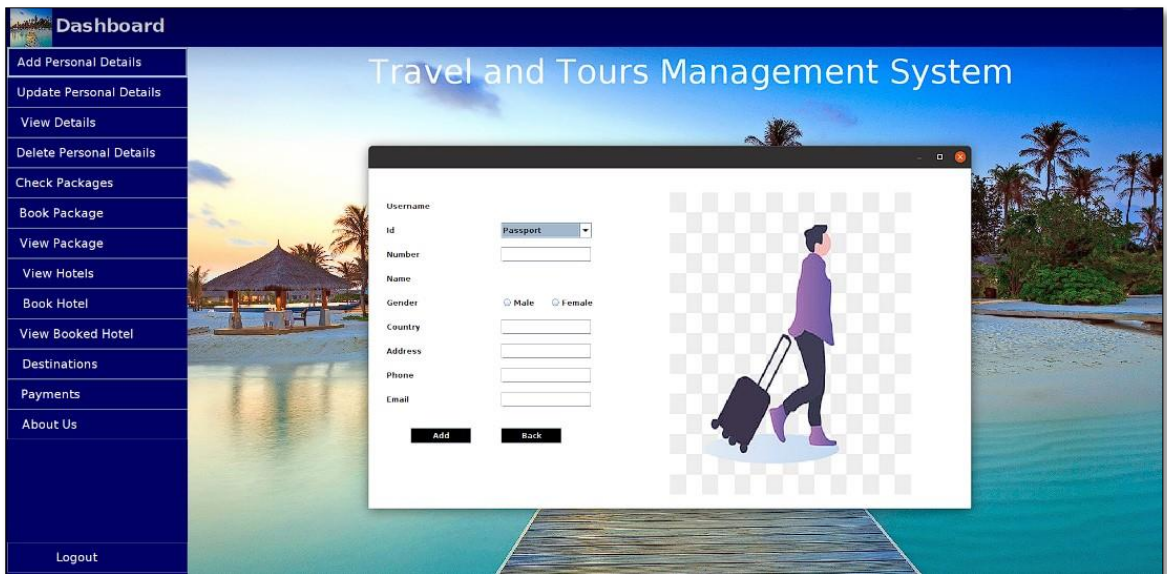 Dashboard
Travel and Tours Management System
Add Personal Details
Update Personal Details
View Details
Delete Personal Details
Check Packages
Book Package
View Package
View Hotels
Book Hotel
View Booked Hotel
Destinations
Payments
About Us
Logout
Username
Id Passport
Number
Name
Gender Male Female
Country
Address
Phone
Email
Add Back